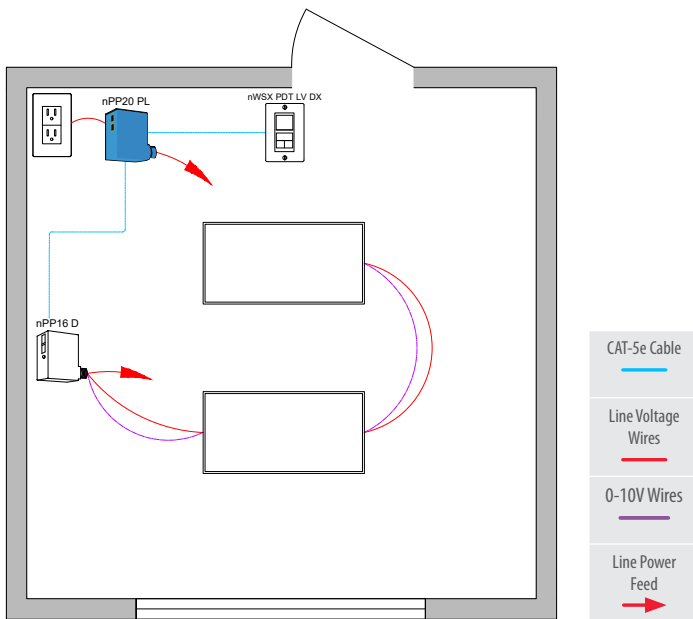 nPP20 PL
nWSX PDT LV DX
nPP16 D
CAT-5e Cable
Line Voltage
Wires
0-10V Wires
Line Power
Feed